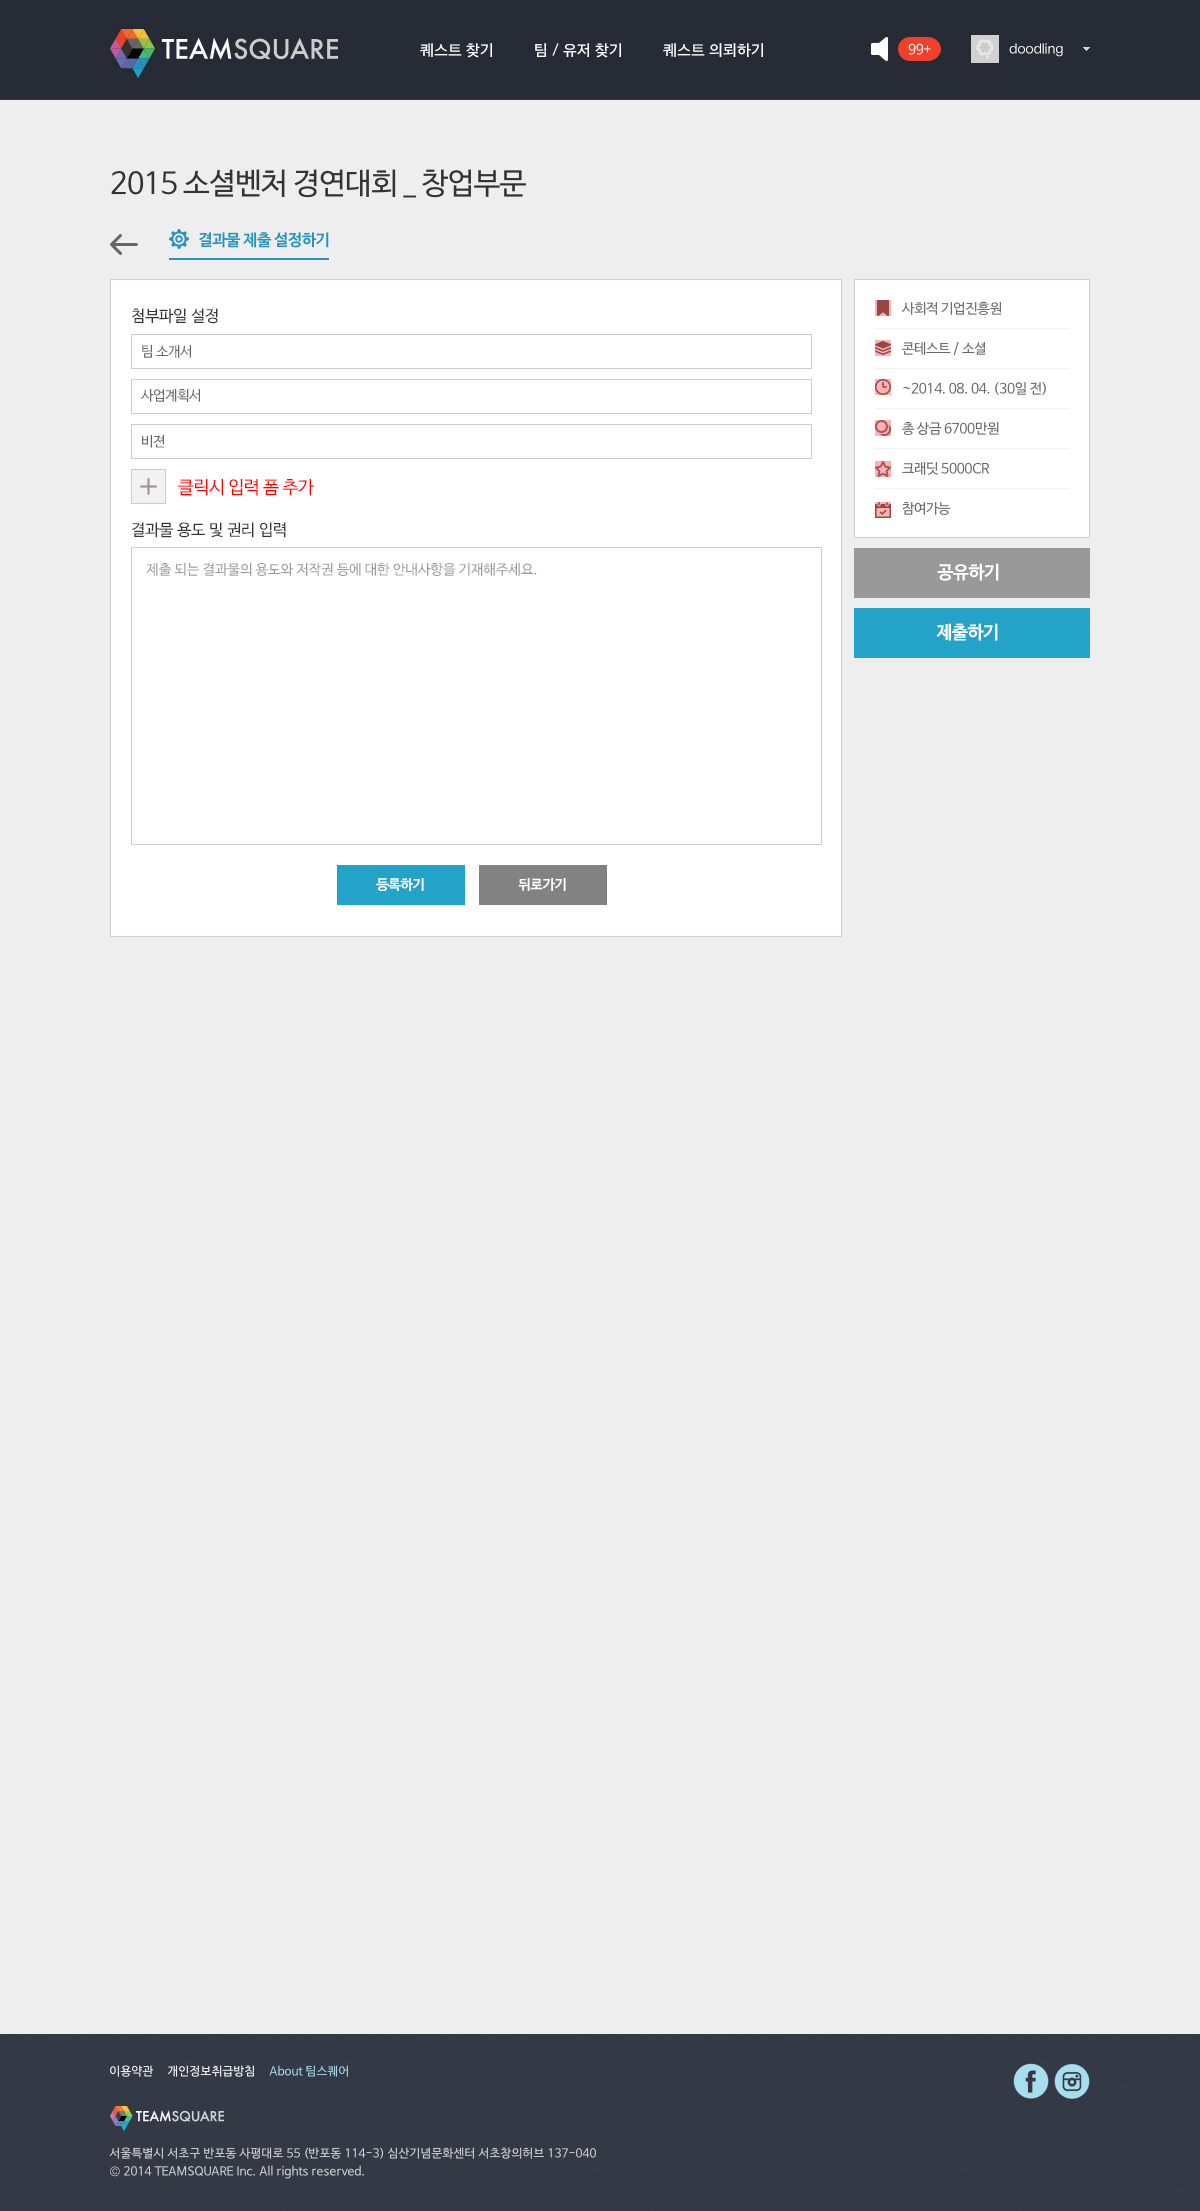 TEAMSQUARE
퀘스트 찾기
팀 / 유저 찾기
퀘스트 의뢰하기
99+
doodling
2015 소셜벤처 경연대회 _ 창업부문
결과물 제출 설정하기
첨부파일 설정
팀 소개서
사업계획서
비젼
클릭시 입력 폼 추가
결과물 용도 및 권리 입력
제출 되는 결과물의 용도와 저작권 등에 대한 안내사항을 기재해주세요.
등록하기
뒤로가기
사회적 기업진흥원
콘테스트 / 소셜
~2014. 08. 04. (30일 전)
총 상금 6700만원
크래딧 5000CR
참여가능
공유하기
제출하기
이용약관
개인정보취급방침
About 팀스퀘어
TEAMSQUARE
서울특별시 서초구 반포동 사평대로 55 (반포동 114-3) 심산기념문화센터 서초창의허브 137-040
© 2014 TEAMSQUARE Inc. All rights reserved.